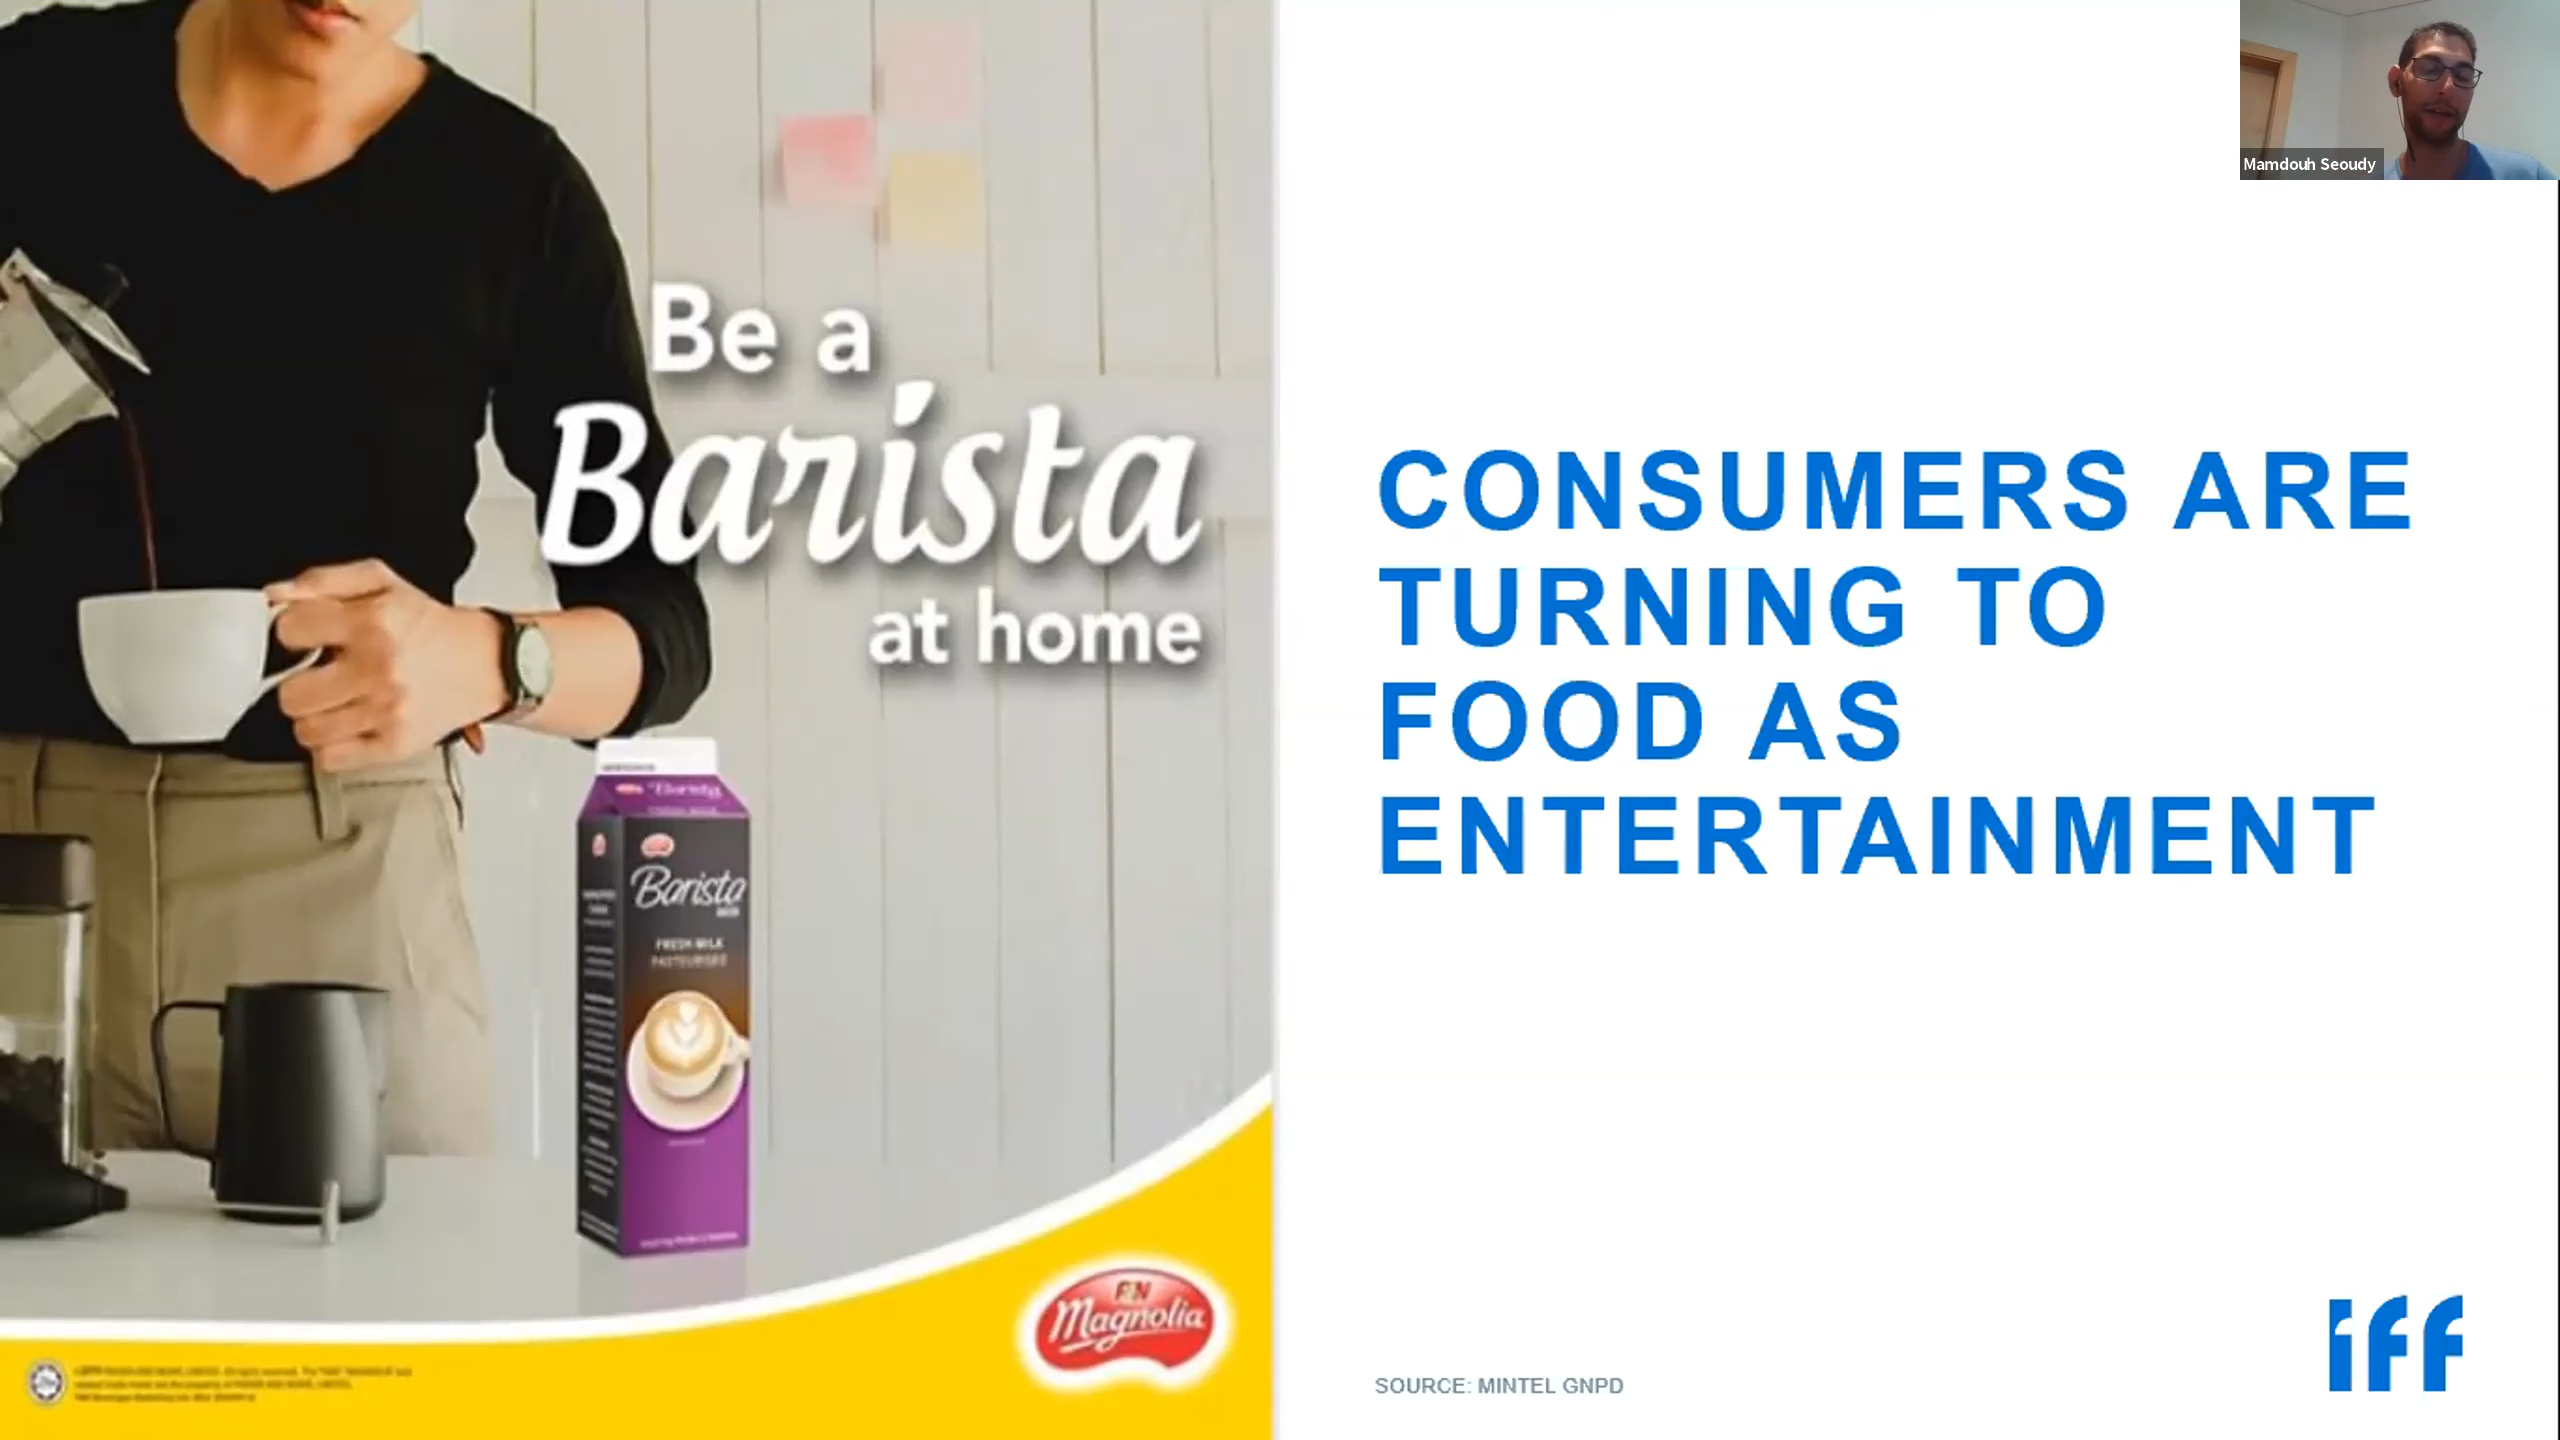 Mamdouh Seoudy
Be a
Barista
at home
Barista
Barista
FRESH MILK
PASTEURISED
F&N
Magnolia
CONSUMERS ARE
TURNING TO
FOOD AS
ENTERTAINMENT
SOURCE: MINTEL GNPD
iff